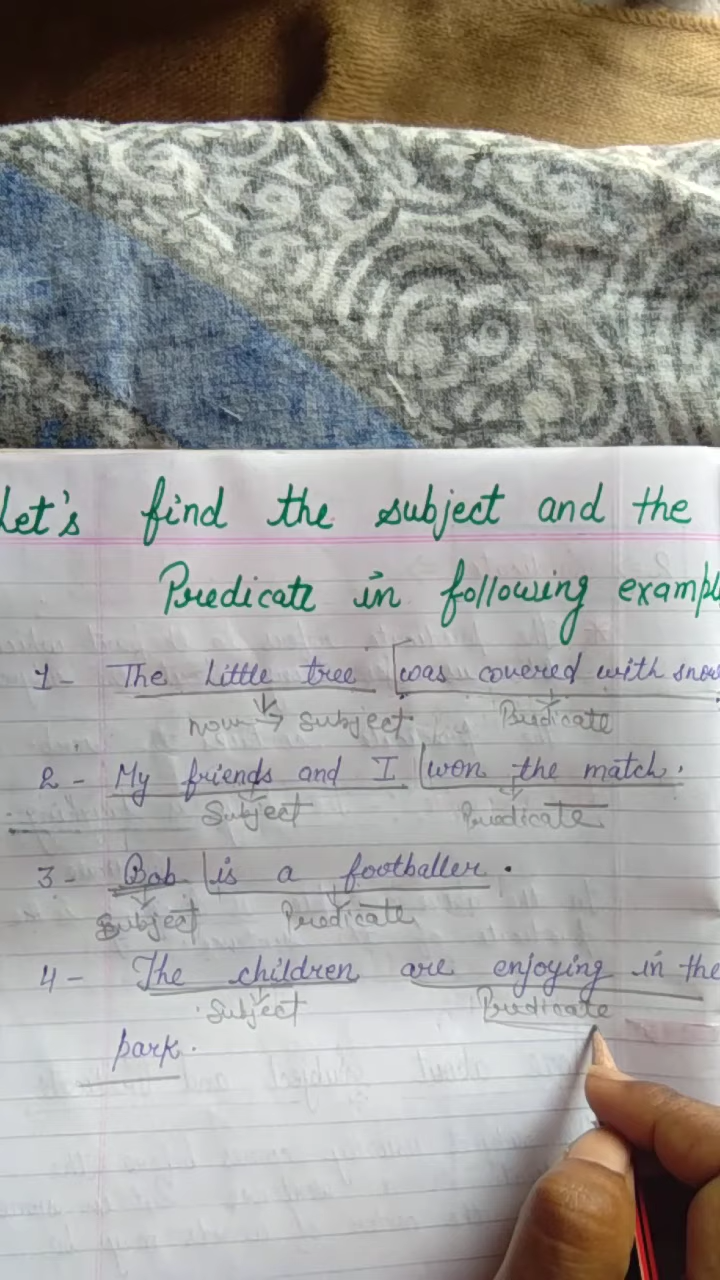 Let's find the subject and the
Predicate in following exampl
1- The little tree was covered with snow
noun → Subject Predicate
2- My friends and I won the match.
Subject Predicate
3- Bob is a footballer.
Subject Predicate
4- The children are enjoying in the
Subject Predicate
park.